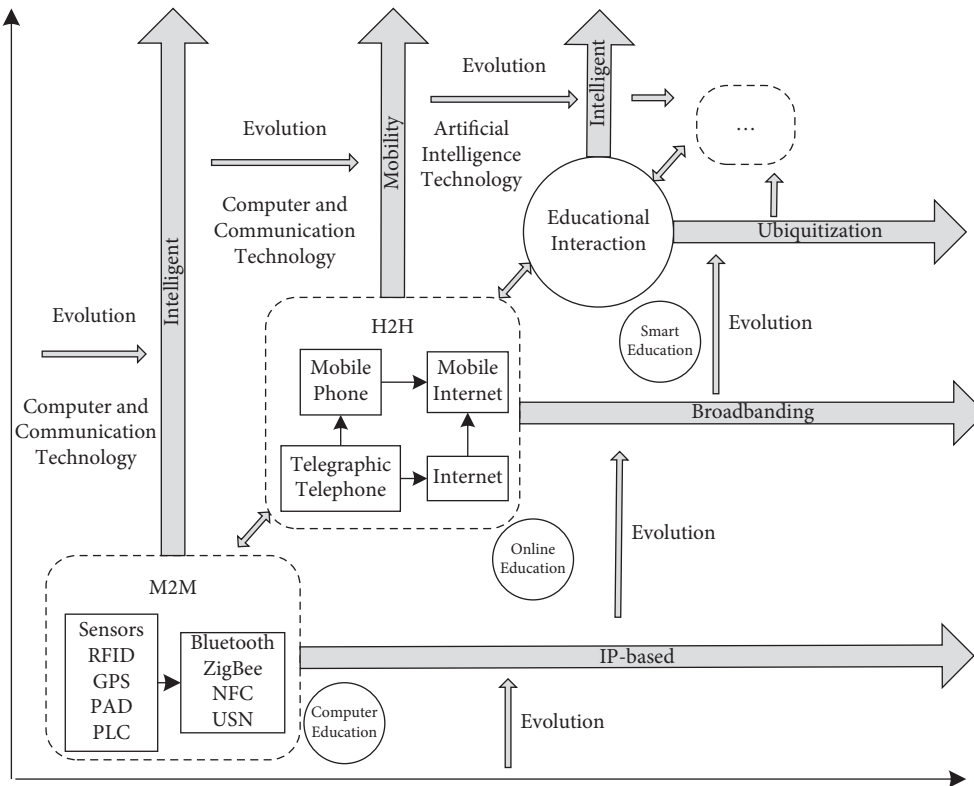 Evolution
Computer and
Communication
Technology
Intelligent
Evolution
Computer and
Communication
Technology
Mobility
Evolution
Artificial
Intelligence
Technology
Intelligent
...
Educational
Interaction
Ubiquitization
Smart
Education
Evolution
H2H
Mobile
Phone
Mobile
Internet
Telegraphic
Telephone
Internet
Broadbanding
Online
Education
Evolution
M2M
Sensors
RFID
GPS
PAD
PLC
Bluetooth
ZigBee
NFC
USN
IP-based
Computer
Education
Evolution